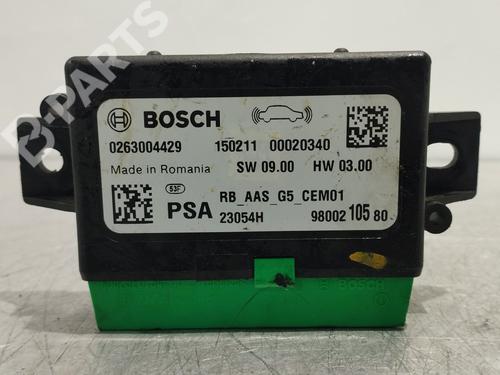 B-PARTS
BOSCH
0263004429 150211 00020340
Made in Romania SW 09.00 HW 03.00
53F RB_AAS_G5_CEM01
PSA 23054H 98002 105 80
B-PARTS